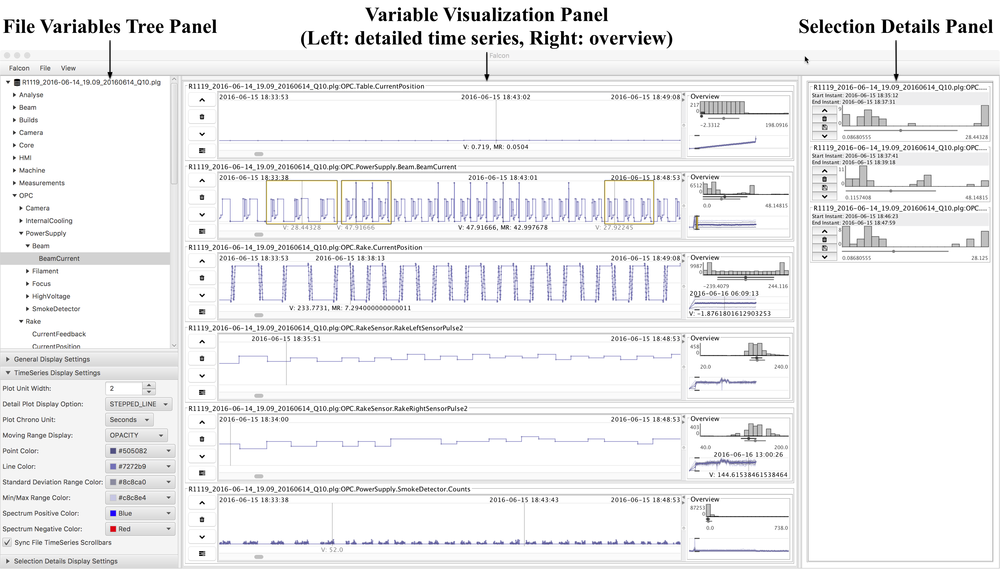 File Variables Tree Panel
Variable Visualization Panel
(Left: detailed time series, Right: overview)
Selection Details Panel
Falcon
Falcon File View
R1119_2016-06-14_19.09_20160614_Q10.plg
Analyse
Beam
Builds
Camera
Core
HMI
Machine
Measurements
OPC
Camera
InternalCooling
PowerSupply
Beam
BeamCurrent
Filament
Focus
HighVoltage
SmokeDetector
Rake
CurrentFeedback
CurrentPosition
General Display Settings
TimeSeries Display Settings
Plot Unit Width: 2
Detail Plot Display Option: STEPPED_LINE
Plot Chrono Unit: Seconds
Moving Range Display: OPACITY
Point Color: #505082
Line Color: #7272b9
Standard Deviation Range Color: #8c8ca0
Min/Max Range Color: #c8c8e4
Spectrum Positive Color: Blue
Spectrum Negative Color: Red
Sync File TimeSeries Scrollbars
Selection Details Display Settings
R1119_2016-06-14_19.09_20160614_Q10.plg:OPC.Table.CurrentPosition
2016-06-15 18:33:53 2016-06-15 18:43:02 2016-06-15 18:49:08
V: 0.719, MR: 0.0504
Overview
217
0
-2.3312 198.0916
R1119_2016-06-14_19.09_20160614_Q10.plg:OPC.PowerSupply.Beam.BeamCurrent
2016-06-15 18:33:38 2016-06-15 18:43:01 2016-06-15 18:48:53
V: 28.44328 V: 47.91666 V: 47.91666, MR: 42.997678 V: 27.92245
Overview
6512
0
0.0 48.14815
R1119_2016-06-14_19.09_20160614_Q10.plg:OPC.Rake.CurrentPosition
2016-06-15 18:33:53 2016-06-15 18:38:13 2016-06-15 18:49:08
V: 233.7731, MR: 7.294000000000011
Overview
9987
0
-239.4079 244.116
2016-06-16 06:09:13
V: -1.8761801612903253
R1119_2016-06-14_19.09_20160614_Q10.plg:OPC.RakeSensor.RakeLeftSensorPulse2
2016-06-15 18:35:51 2016-06-15 18:48:53
Overview
458
0
20.0 240.0
R1119_2016-06-14_19.09_20160614_Q10.plg:OPC.RakeSensor.RakeRightSensorPulse2
2016-06-15 18:34:00 2016-06-15 18:48:53
Overview
403
0
40.0 200.0
2016-06-16 13:00:26
V: 144.61538461538464
R1119_2016-06-14_19.09_20160614_Q10.plg:OPC.PowerSupply.SmokeDetector.Counts
2016-06-15 18:33:38 2016-06-15 18:43:43 2016-06-15 18:48:53
V: 52.0
Overview
87253
0
0.0 738.0
R1119_2016-06-14_19.09_20160614_Q10.plg:OPC....
Start Instant: 2016-06-15 18:35:12
End Instant: 2016-06-15 18:37:31
9
0
0.08680555 28.44328
R1119_2016-06-14_19.09_20160614_Q10.plg:OPC....
Start Instant: 2016-06-15 18:37:41
End Instant: 2016-06-15 18:39:18
11
0
0.1157408 48.14815
R1119_2016-06-14_19.09_20160614_Q10.plg:OPC....
Start Instant: 2016-06-15 18:46:23
End Instant: 2016-06-15 18:47:59
8
0
0.08680555 28.125